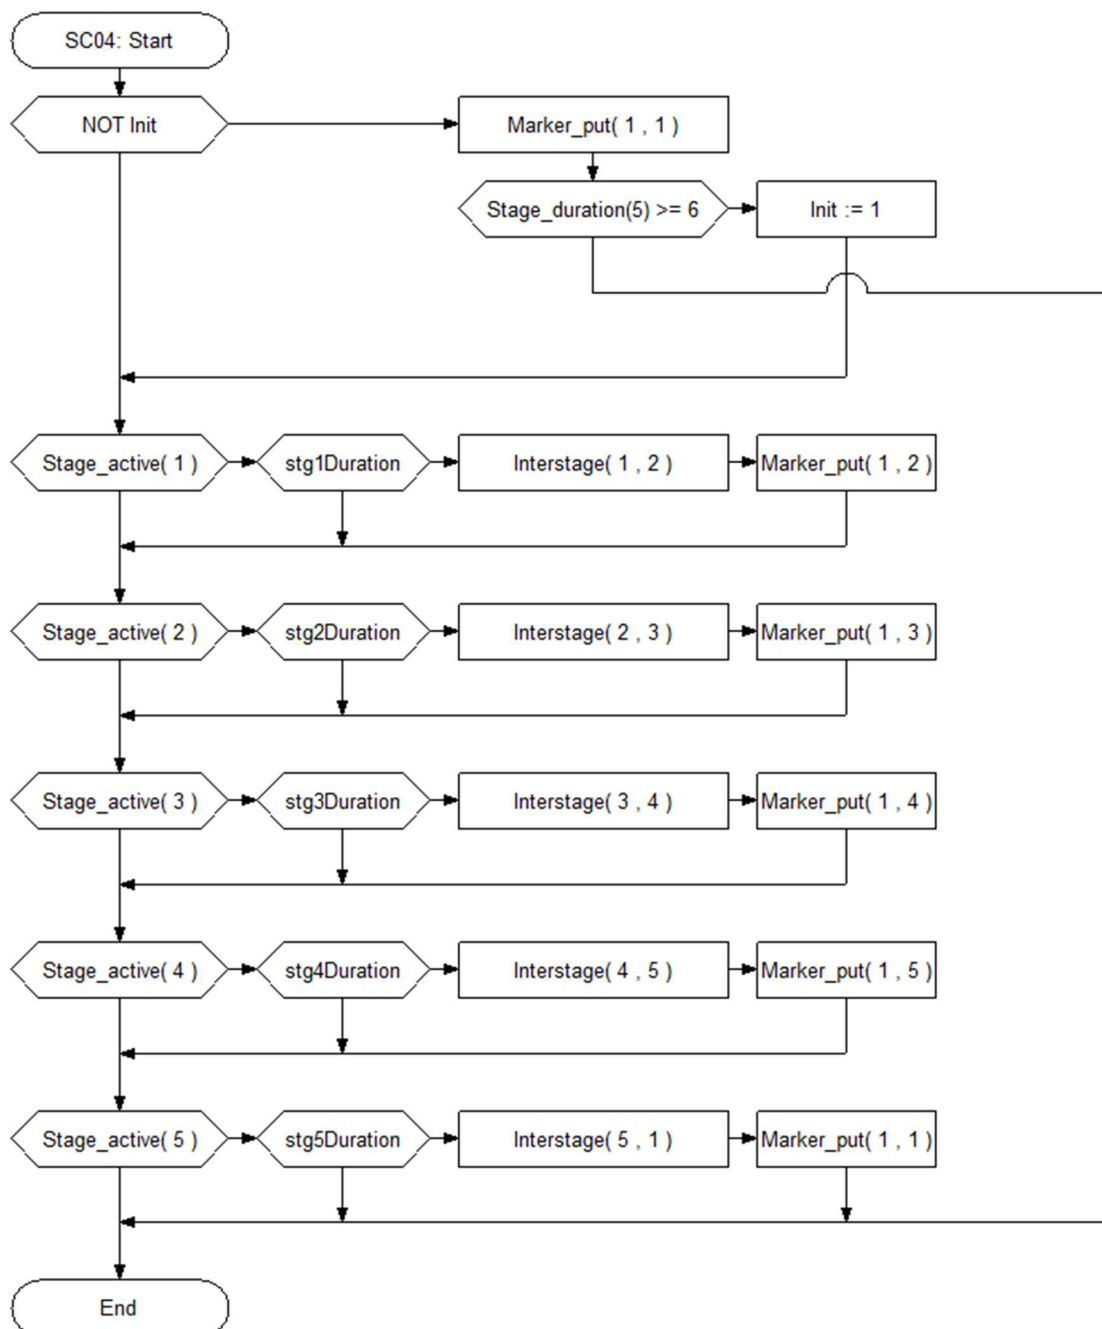 SC04: Start
NOT Init
Marker_put( 1 , 1 )
Stage_duration(5) >= 6
Init := 1
Stage_active( 1 )
stg1Duration
Interstage( 1 , 2 )
Marker_put( 1 , 2 )
Stage_active( 2 )
stg2Duration
Interstage( 2 , 3 )
Marker_put( 1 , 3 )
Stage_active( 3 )
stg3Duration
Interstage( 3 , 4 )
Marker_put( 1 , 4 )
Stage_active( 4 )
stg4Duration
Interstage( 4 , 5 )
Marker_put( 1 , 5 )
Stage_active( 5 )
stg5Duration
Interstage( 5 , 1 )
Marker_put( 1 , 1 )
End